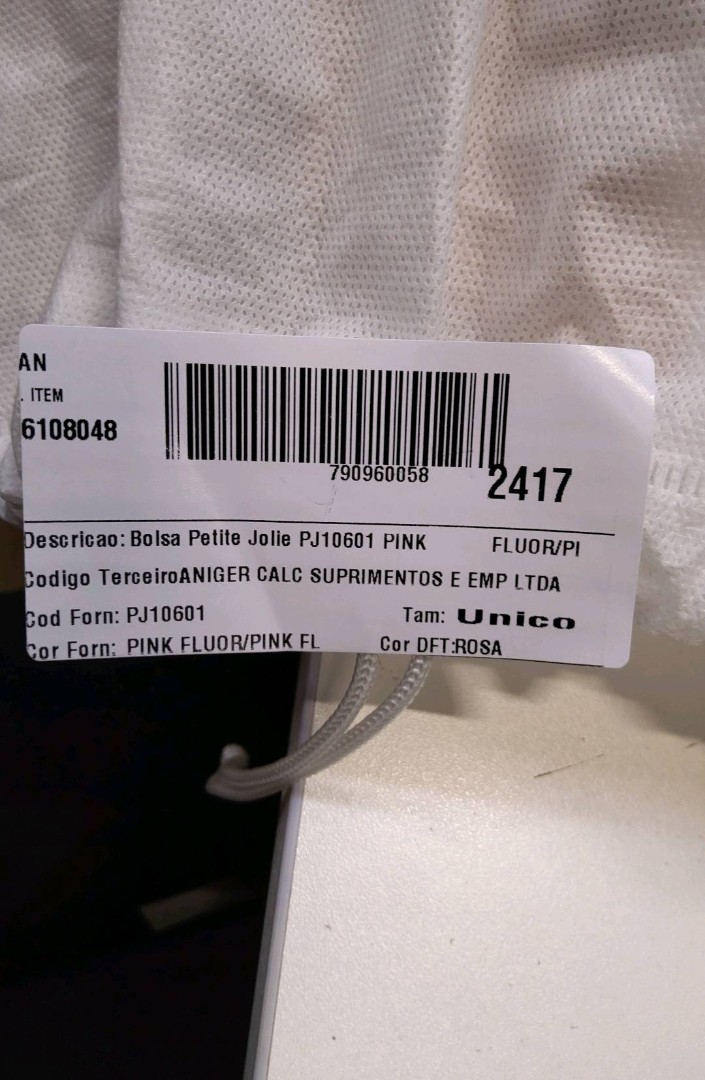 AN
. ITEM
6108048
790960058 2417
Descricao: Bolsa Petite Jolie PJ10601 PINK FLUOR/PI
Codigo TerceiroANIGER CALC SUPRIMENTOS E EMP LTDA
Cod Forn: PJ10601 Tam: Unico
Cor Forn: PINK FLUOR/PINK FL Cor DFT:ROSA